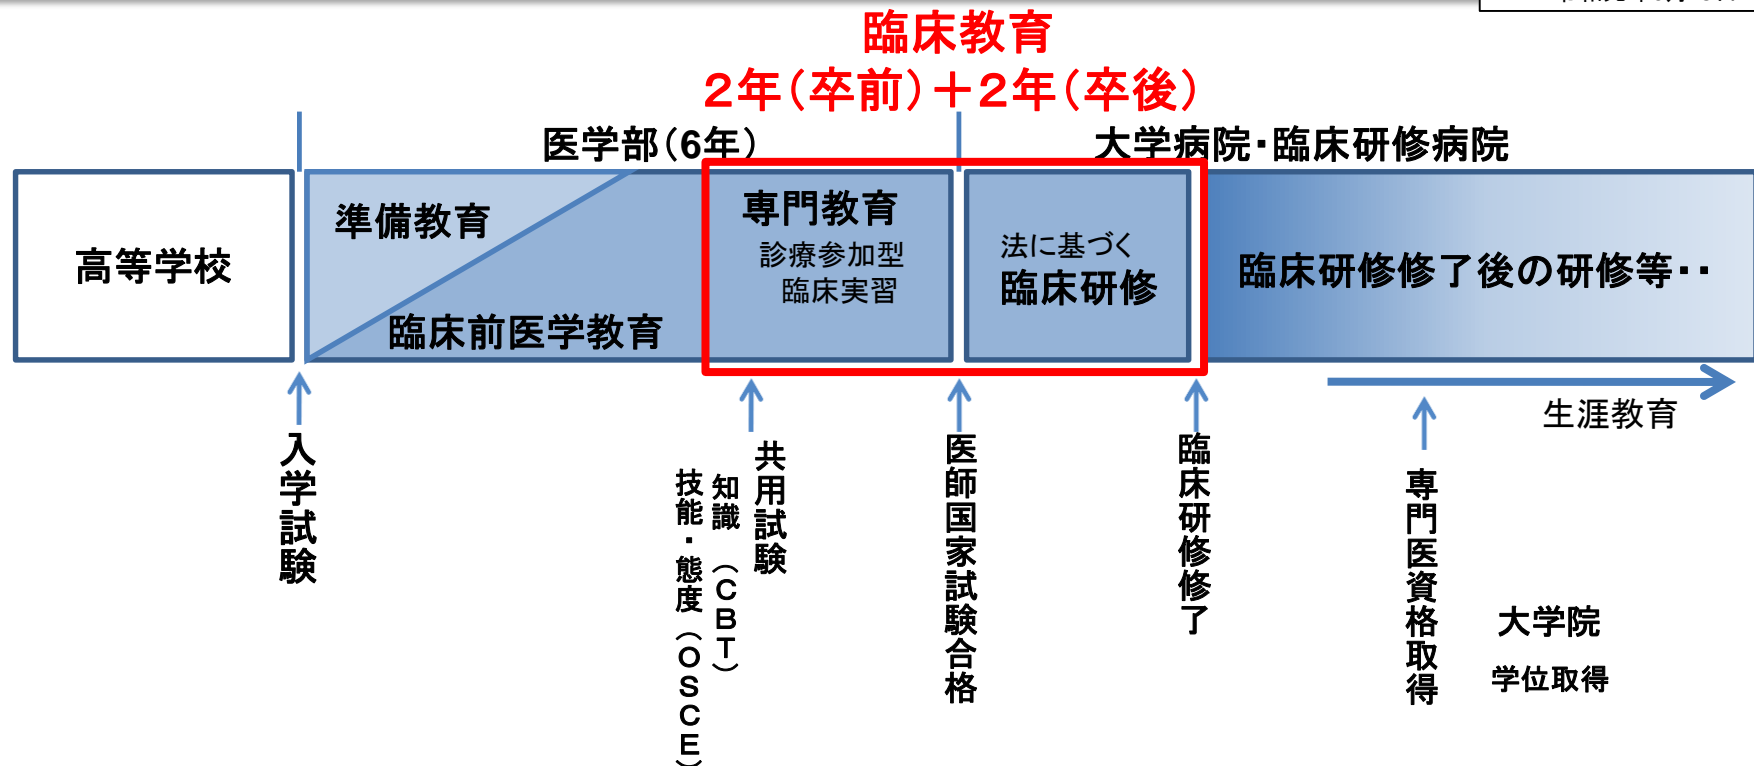 臨床教育
２年（卒前）＋２年（卒後）
医学部（6年）
大学病院・臨床研修病院
高等学校
準備教育
臨床前医学教育
専門教育
診療参加型
臨床実習
法に基づく
臨床研修
臨床研修修了後の研修等・・
生涯教育
入学試験
共用試験
知識　（ＣＢＴ）
技能・態度（ＯＳＣＥ）
医師国家試験合格
臨床研修修了
専門医資格取得
大学院
学位取得